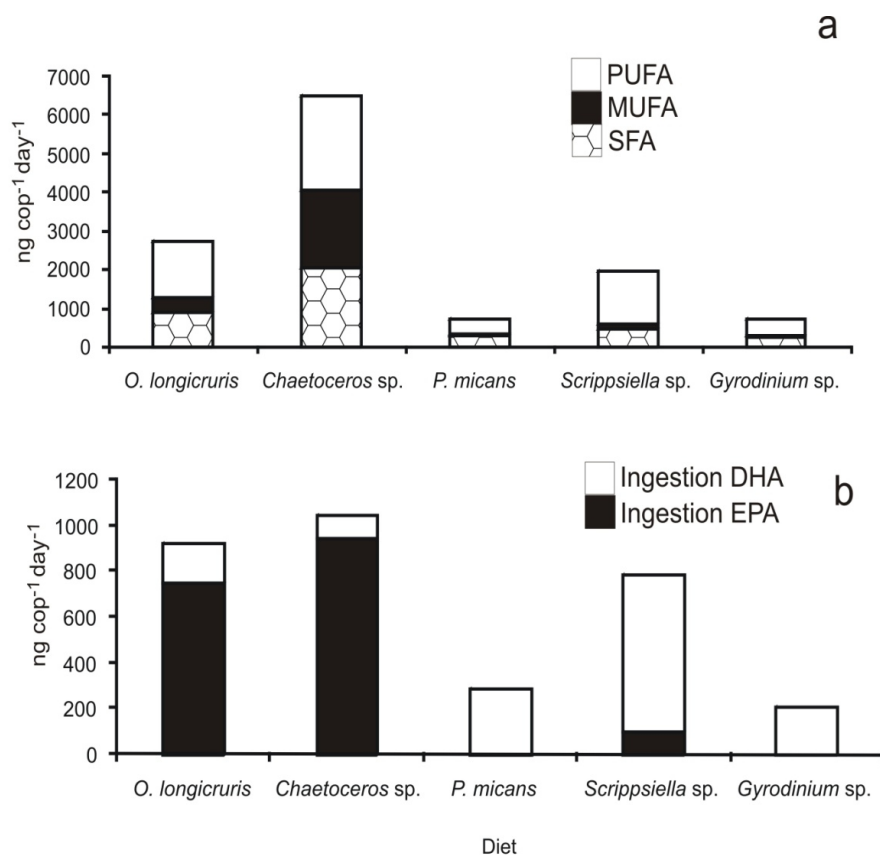 a
PUFA
MUFA
SFA
7000
6000
5000
4000
3000
2000
1000
0
ng cop-1 day-1
O. longicruris Chaetoceros sp. P. micans Scrippsiella sp. Gyrodinium sp.
b
Ingestion DHA
Ingestion EPA
1200
1000
800
600
400
200
0
ng cop-1 day-1
O. longicruris Chaetoceros sp. P. micans Scrippsiella sp. Gyrodinium sp.
Diet